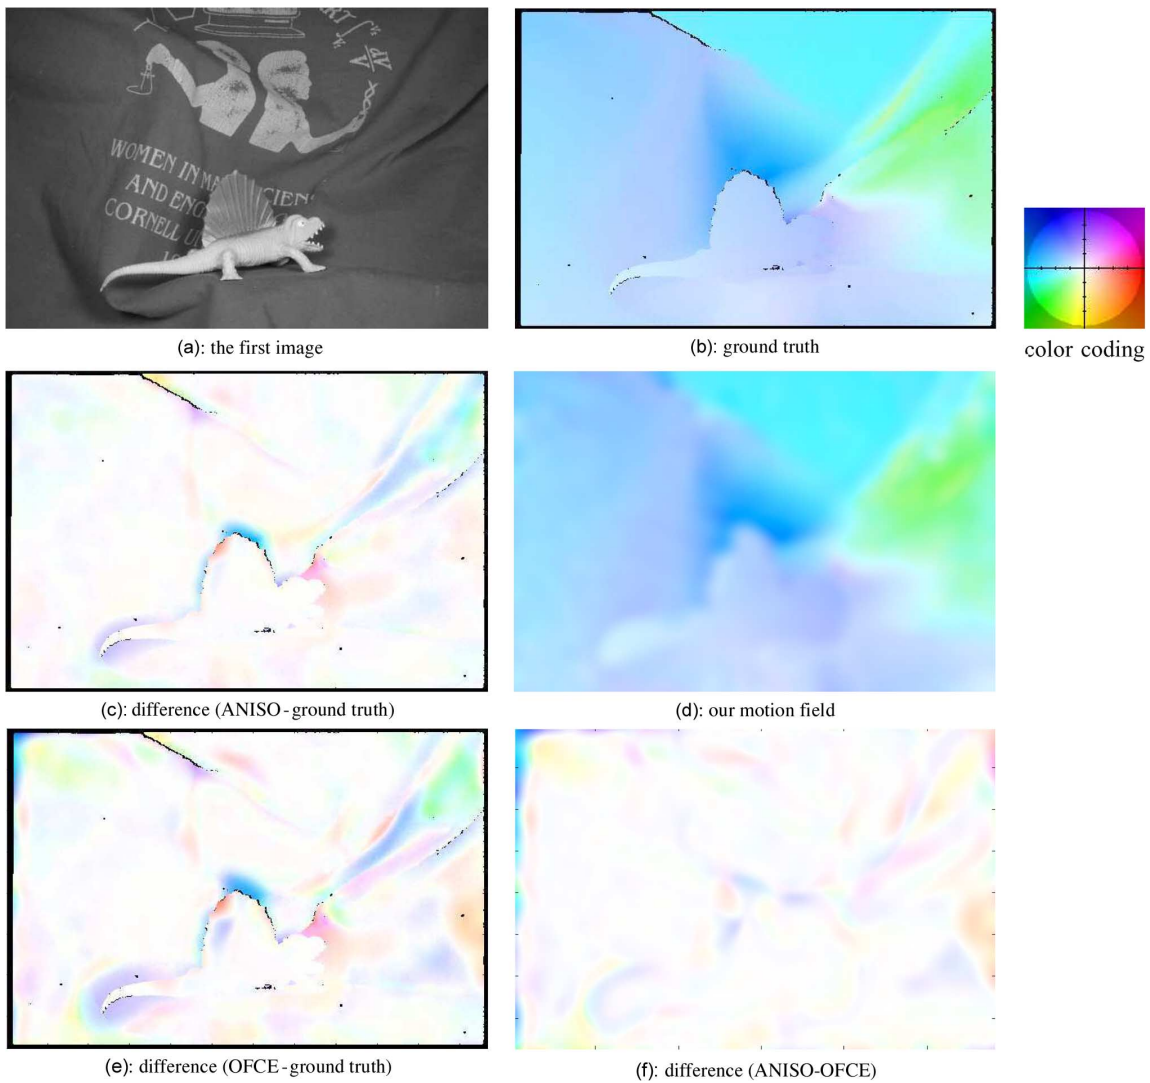 WOMEN IN
AND ENG
CORNELL
(a): the first image
(b): ground truth
color coding
(c): difference (ANISO-ground truth)
(d): our motion field
(e): difference (OFCE-ground truth)
(f): difference (ANISO-OFCE)